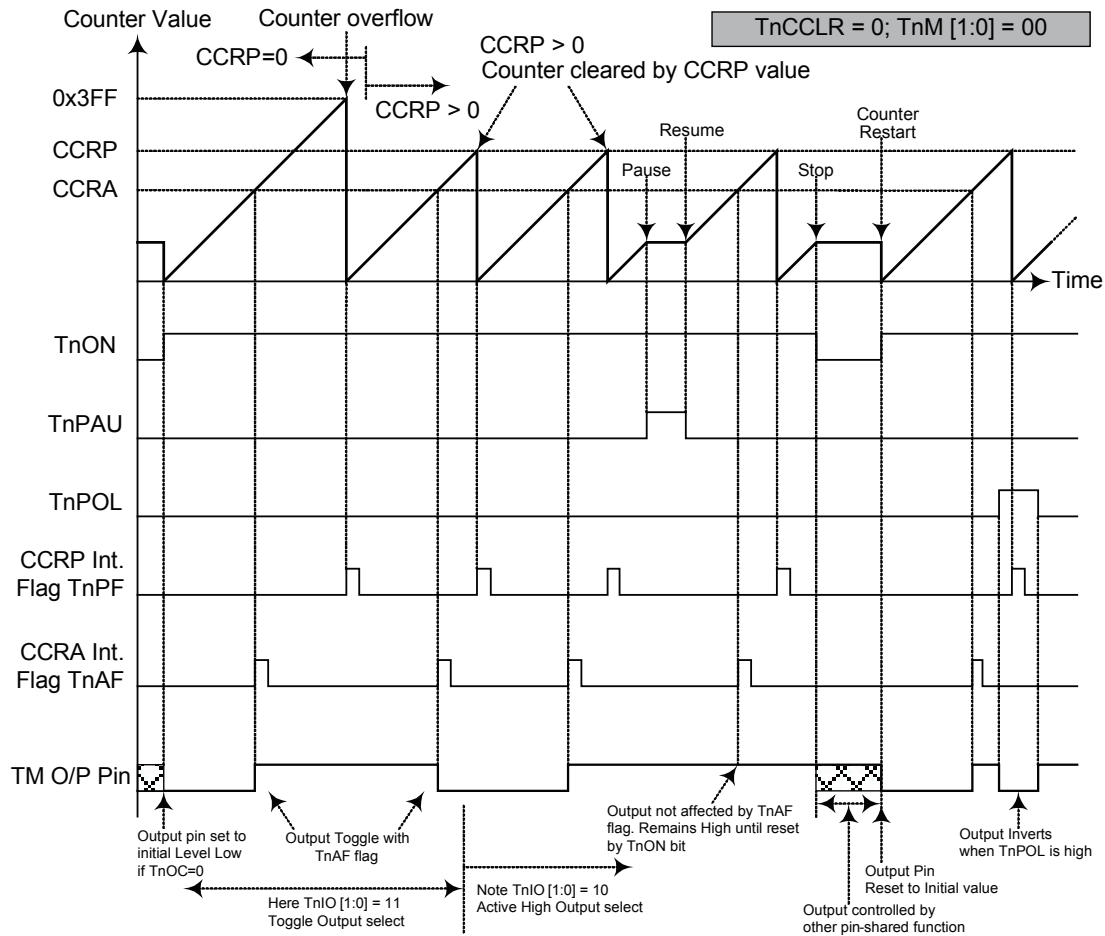 Counter Value
Counter overflow
TnCCLR = 0; TnM [1:0] = 00
CCRP=0
CCRP > 0
CCRP > 0
Counter cleared by CCRP value
0x3FF
CCRP
CCRA
Pause
Resume
Stop
Counter
Restart
Time
TnON
TnPAU
TnPOL
CCRP Int.
Flag TnPF
CCRA Int.
Flag TnAF
TM O/P Pin
Output pin set to
initial Level Low
if TnOC=0
Output Toggle with
TnAF flag
Output not affected by TnAF
flag. Remains High until reset
by TnON bit
Output Inverts
when TnPOL is high
Output Pin
Reset to Initial value
Here TnIO [1:0] = 11
Toggle Output select
Note TnIO [1:0] = 10
Active High Output select
Output controlled by
other pin-shared function